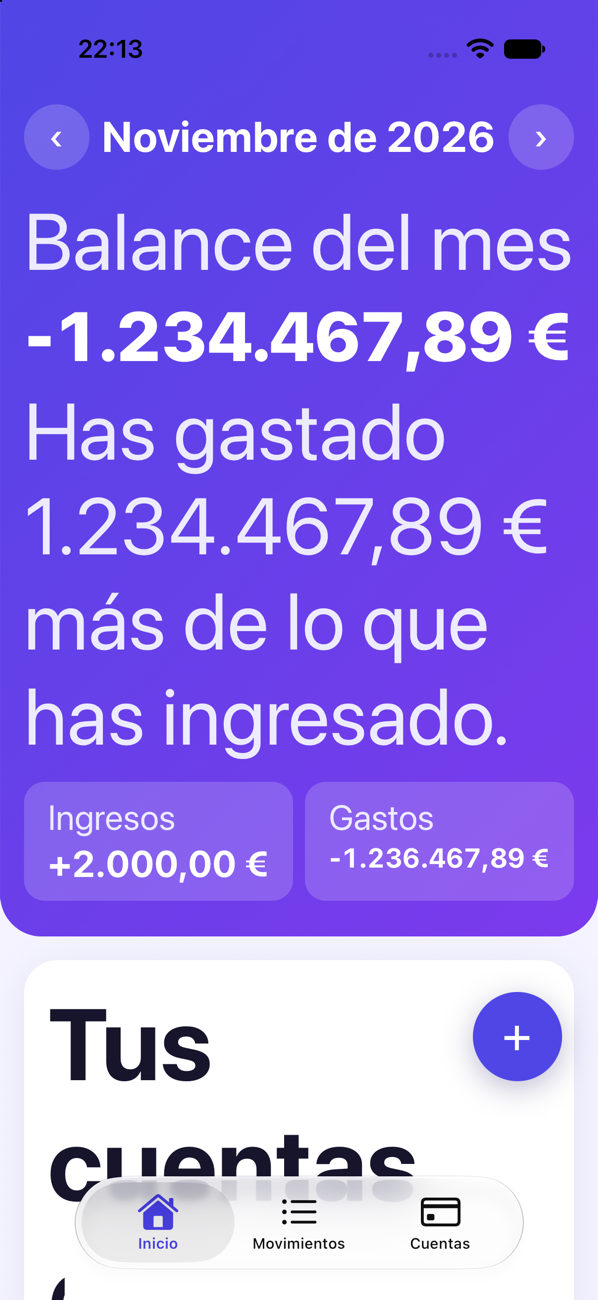 22:13
‹ Noviembre de 2026 ›
Balance del mes
-1.234.467,89 €
Has gastado
1.234.467,89 €
más de lo que
has ingresado.
Ingresos
+2.000,00 €
Gastos
-1.236.467,89 €
Tus
+
cuentas
Inicio
Movimientos
Cuentas